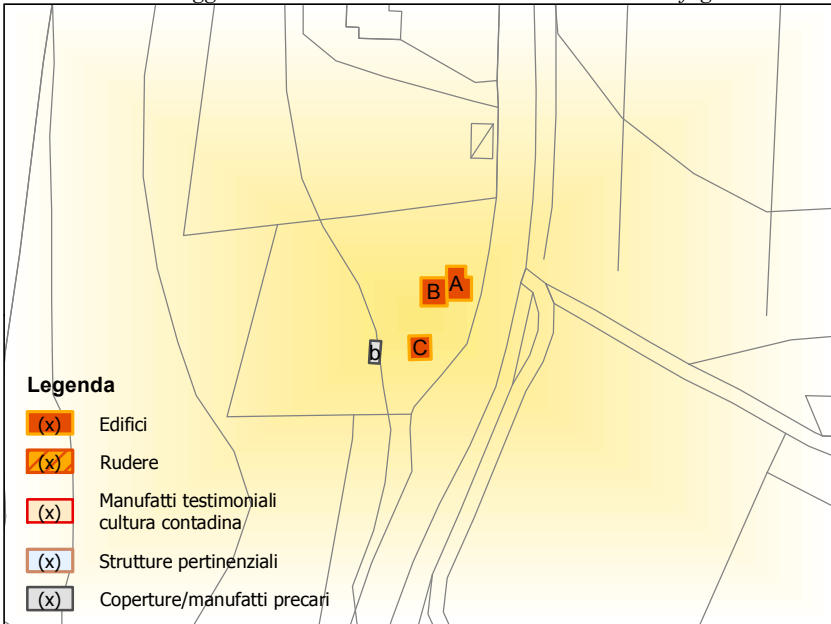 A
B
C
b
Legenda
(x) Edifici
(x) Rudere
(x) Manufatti testimoniali
cultura contadina
(x) Strutture pertinenziali
(x) Coperture/manufatti precari